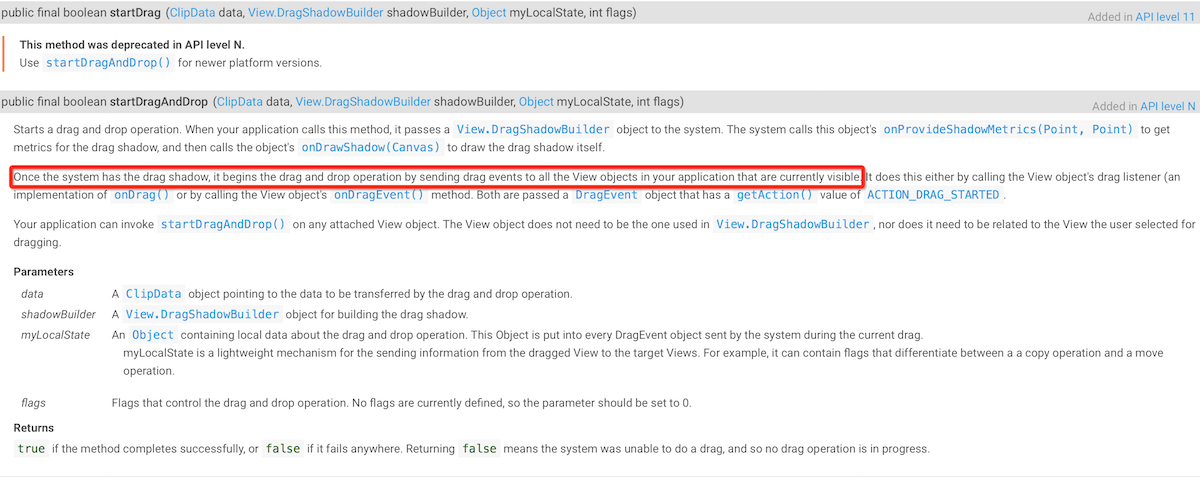 public final boolean startDrag (ClipData data, View.DragShadowBuilder shadowBuilder, Object myLocalState, int flags)
Added in API level 11
This method was deprecated in API level N.
Use startDragAndDrop() for newer platform versions.
public final boolean startDragAndDrop (ClipData data, View.DragShadowBuilder shadowBuilder, Object myLocalState, int flags)
Added in API level N
Starts a drag and drop operation. When your application calls this method, it passes a View.DragShadowBuilder object to the system. The system calls this object's onProvideShadowMetrics(Point, Point) to get
metrics for the drag shadow, and then calls the object's onDrawShadow(Canvas) to draw the drag shadow itself.
Once the system has the drag shadow, it begins the drag and drop operation by sending drag events to all the View objects in your application that are currently visible. It does this either by calling the View object's drag listener (an
implementation of onDrag() or by calling the View object's onDragEvent() method. Both are passed a DragEvent object that has a getAction() value of ACTION_DRAG_STARTED .
Your application can invoke startDragAndDrop() on any attached View object. The View object does not need to be the one used in View.DragShadowBuilder , nor does it need to be related to the View the user selected for
dragging.
Parameters
data A ClipData object pointing to the data to be transferred by the drag and drop operation.
shadowBuilder A View.DragShadowBuilder object for building the drag shadow.
myLocalState An Object containing local data about the drag and drop operation. This Object is put into every DragEvent object sent by the system during the current drag.
myLocalState is a lightweight mechanism for the sending information from the dragged View to the target Views. For example, it can contain flags that differentiate between a a copy operation and a move
operation.
flags Flags that control the drag and drop operation. No flags are currently defined, so the parameter should be set to 0.
Returns
true if the method completes successfully, or false if it fails anywhere. Returning false means the system was unable to do a drag, and so no drag operation is in progress.